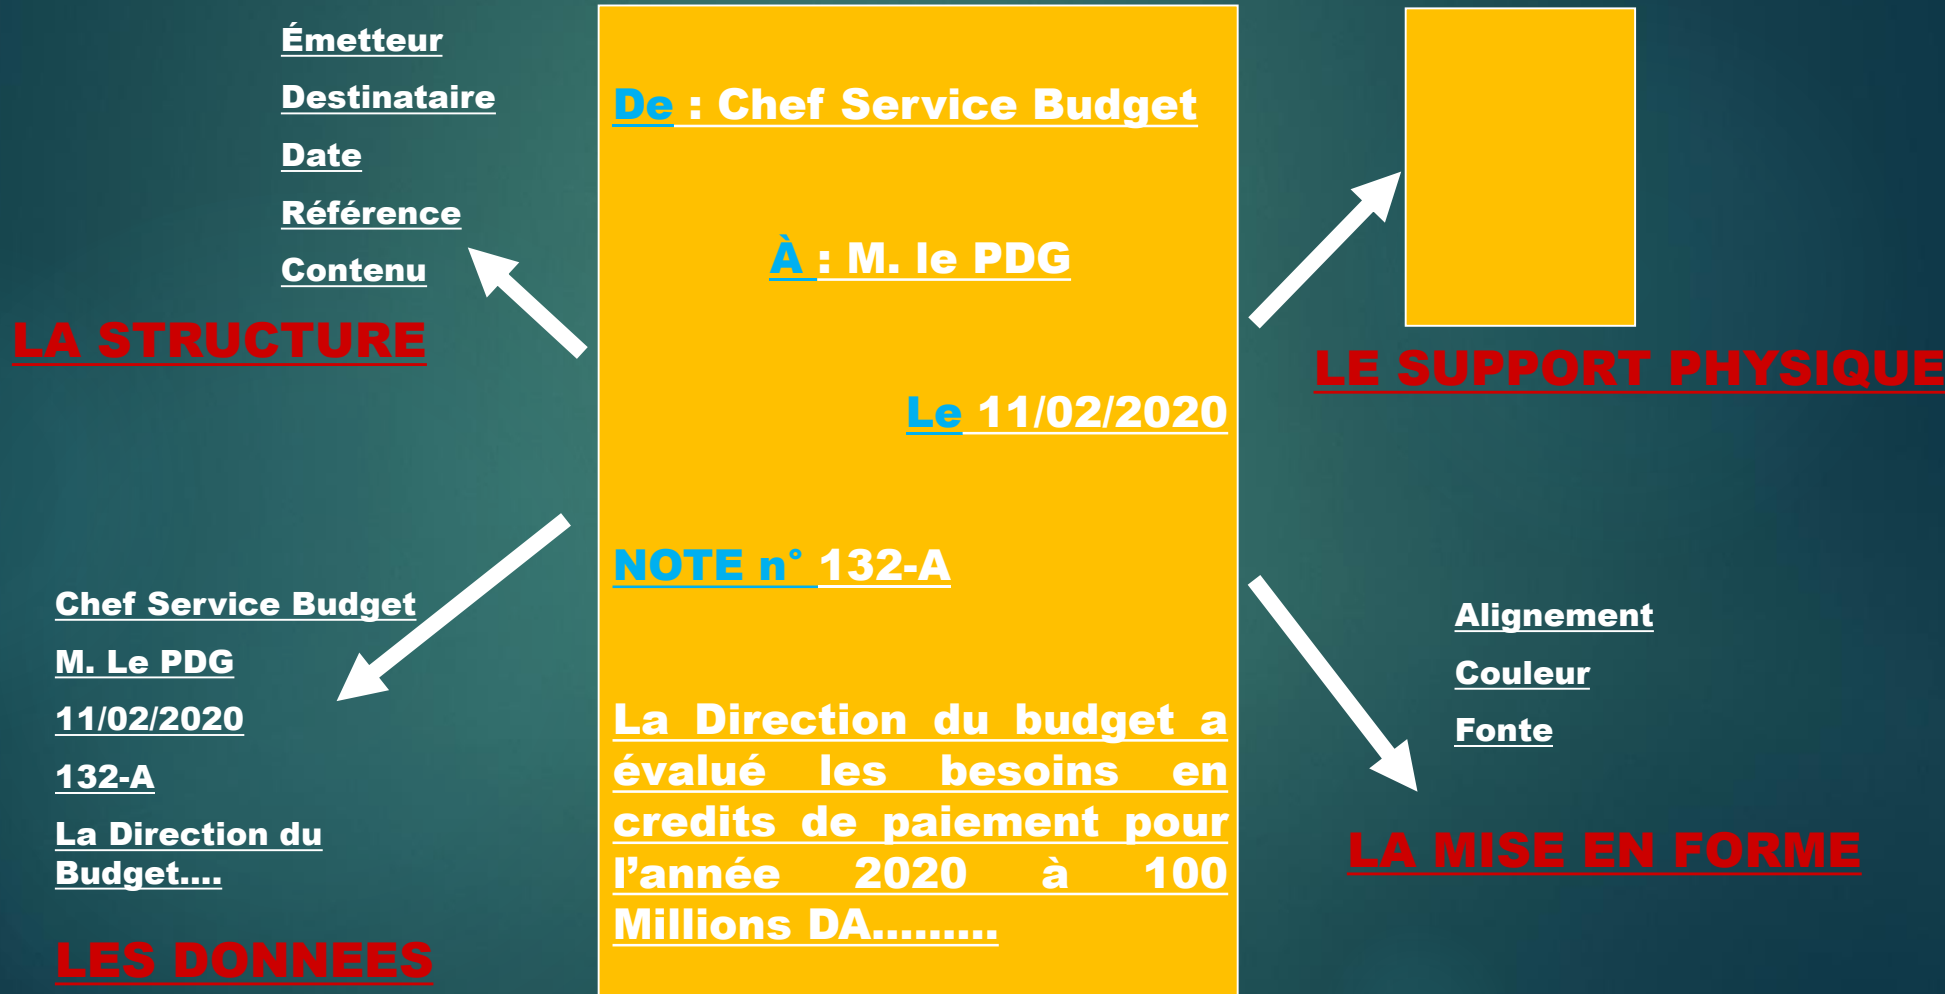 Émetteur
Destinataire
Date
Référence
Contenu
LA STRUCTURE
Chef Service Budget
M. Le PDG
11/02/2020
132-A
La Direction du
Budget....
LES DONNEES
De : Chef Service Budget
À : M. le PDG
Le 11/02/2020
NOTE n° 132-A
La Direction du budget a
évalué les besoins en
credits de paiement pour
l’année 2020 à 100
Millions DA.........
LE SUPPORT PHYSIQUE
Alignement
Couleur
Fonte
LA MISE EN FORME